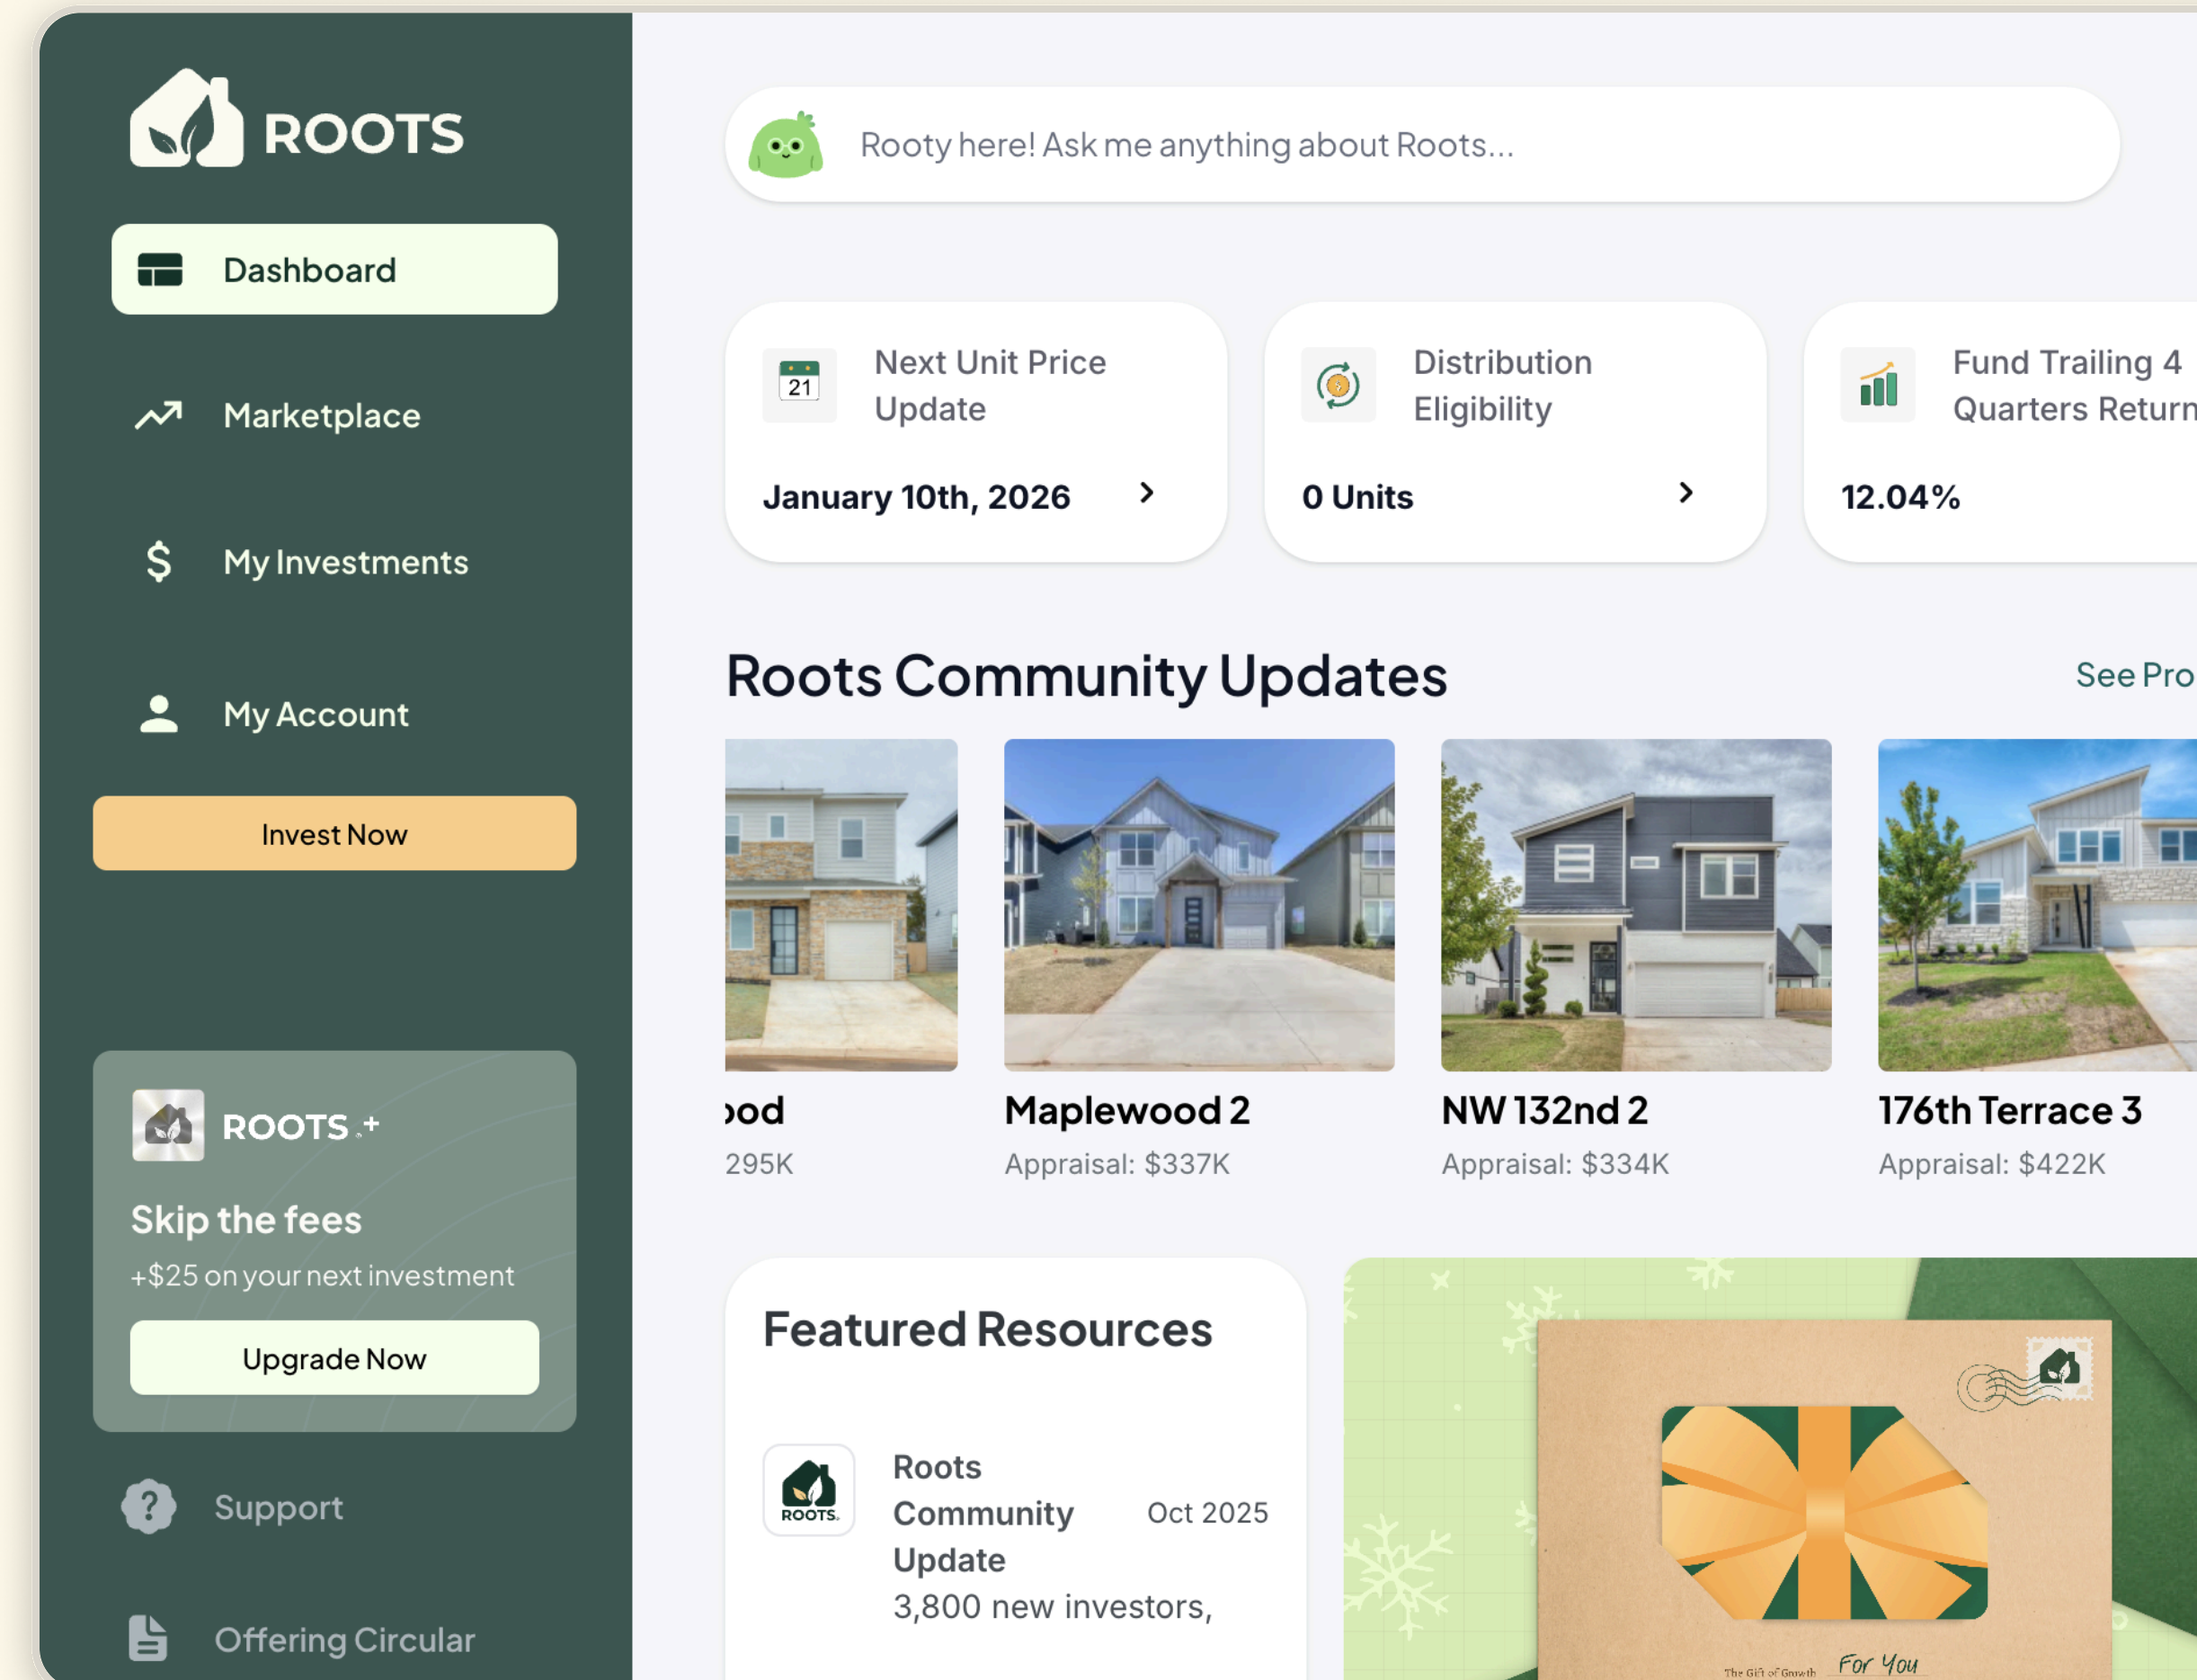 ROOTS
Dashboard
Marketplace
My Investments
My Account
Invest Now
ROOTS.+
Skip the fees
+$25 on your next investment
Upgrade Now
Support
Offering Circular
Rooty here! Ask me anything about Roots...
21
Next Unit Price
Update
January 10th, 2026
Distribution
Eligibility
0 Units
Fund Trailing 4
Quarters Return
12.04%
Roots Community Updates
See Pro
ood
295K
Maplewood 2
Appraisal: $337K
NW 132nd 2
Appraisal: $334K
176th Terrace 3
Appraisal: $422K
Featured Resources
ROOTS.
Roots
Community
Update
Oct 2025
3,800 new investors,
The Gift of Growth
For You